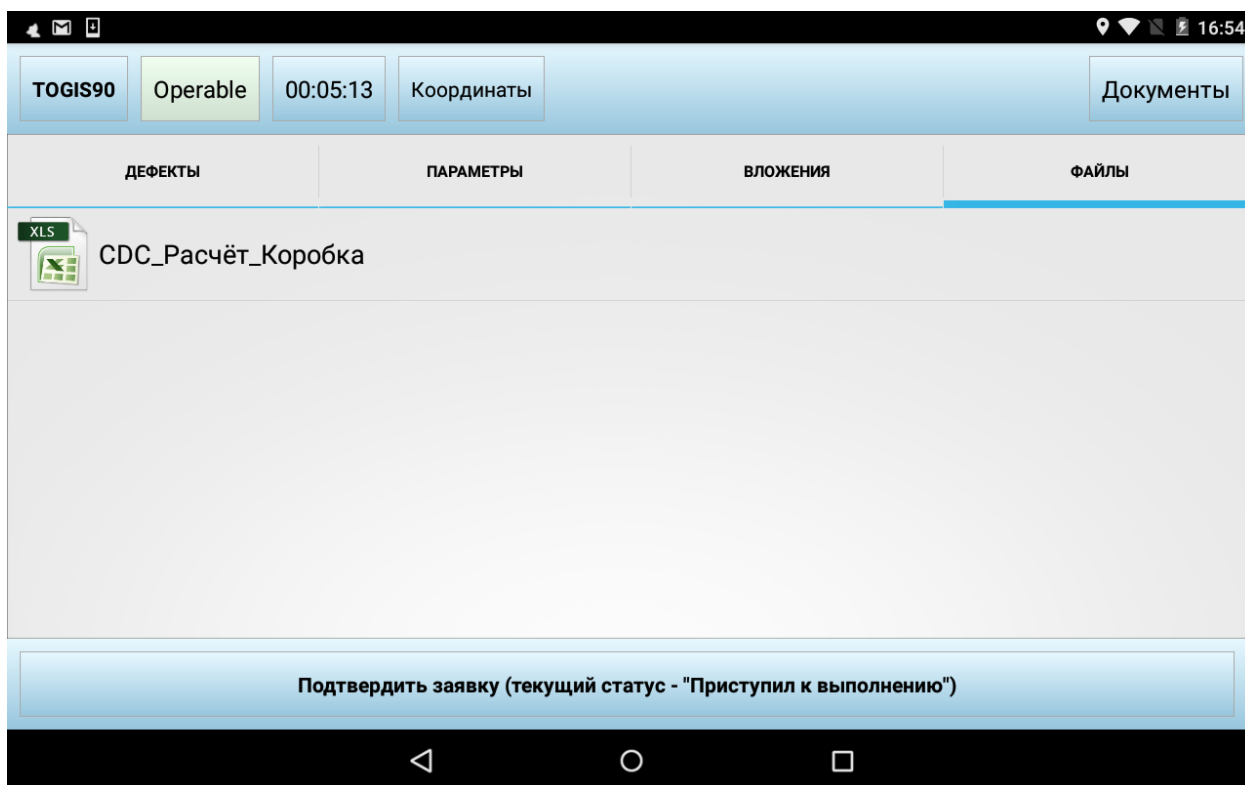 16:54
TOGIS90 Operable 00:05:13 Координаты Документы
ДЕФЕКТЫ ПАРАМЕТРЫ ВЛОЖЕНИЯ ФАЙЛЫ
XLS
CDC_Расчёт_Коробка
Подтвердить заявку (текущий статус - "Приступил к выполнению")